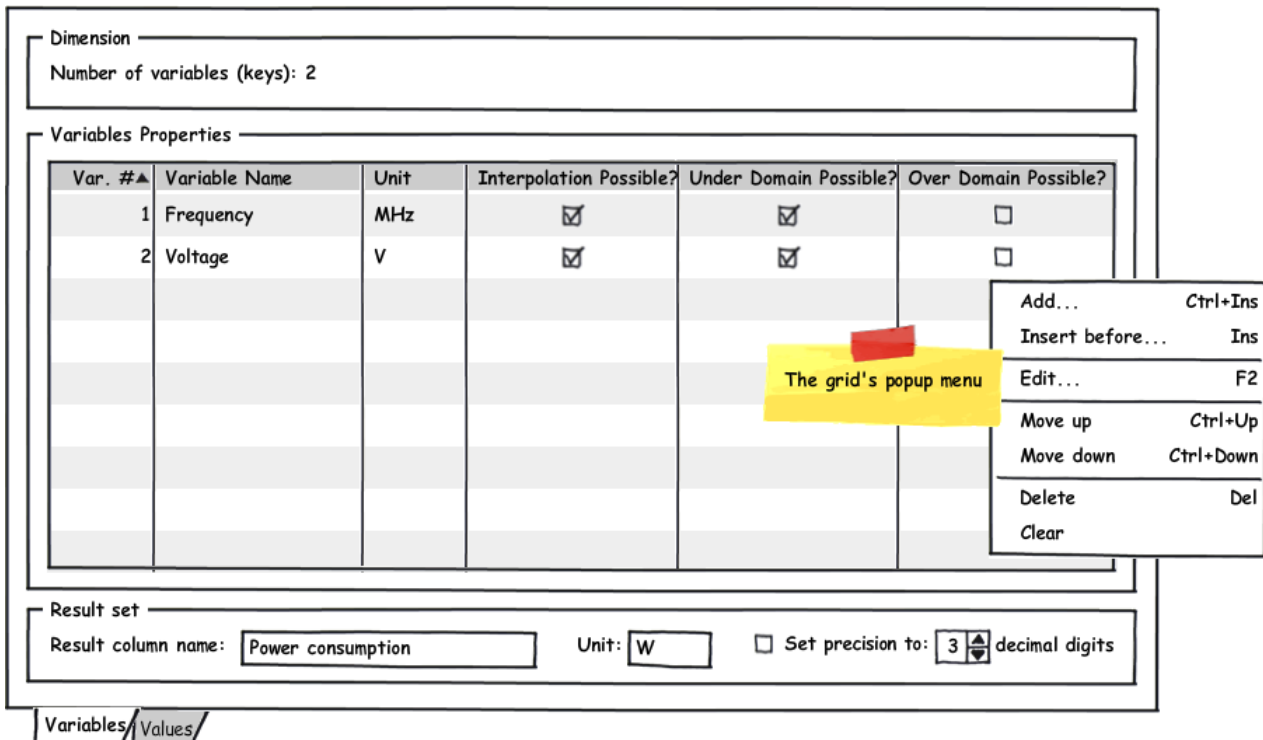 Dimension
Number of variables (keys): 2
Variables Properties
Var. # Variable Name Unit Interpolation Possible? Under Domain Possible? Over Domain Possible?
1 Frequency MHz
2 Voltage V
Add... Ctrl+Ins
Insert before... Ins
The grid's popup menu
Edit... F2
Move up Ctrl+Up
Move down Ctrl+Down
Delete Del
Clear
Result set
Result column name: Power consumption Unit: W Set precision to: 3 decimal digits
Variables Values